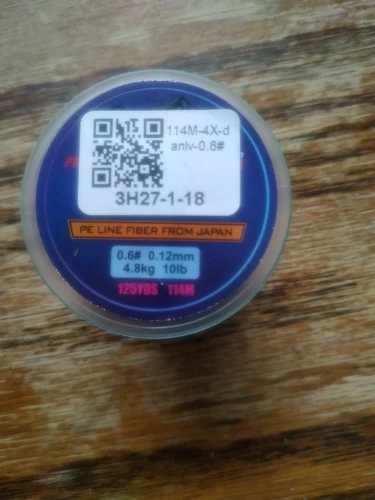 114M-4X-d
anlv-0.6#
3H27-1-18
PE LINE FIBER FROM JAPAN
0.6# 0.12mm
4.8kg 10lb
125YDS 114M